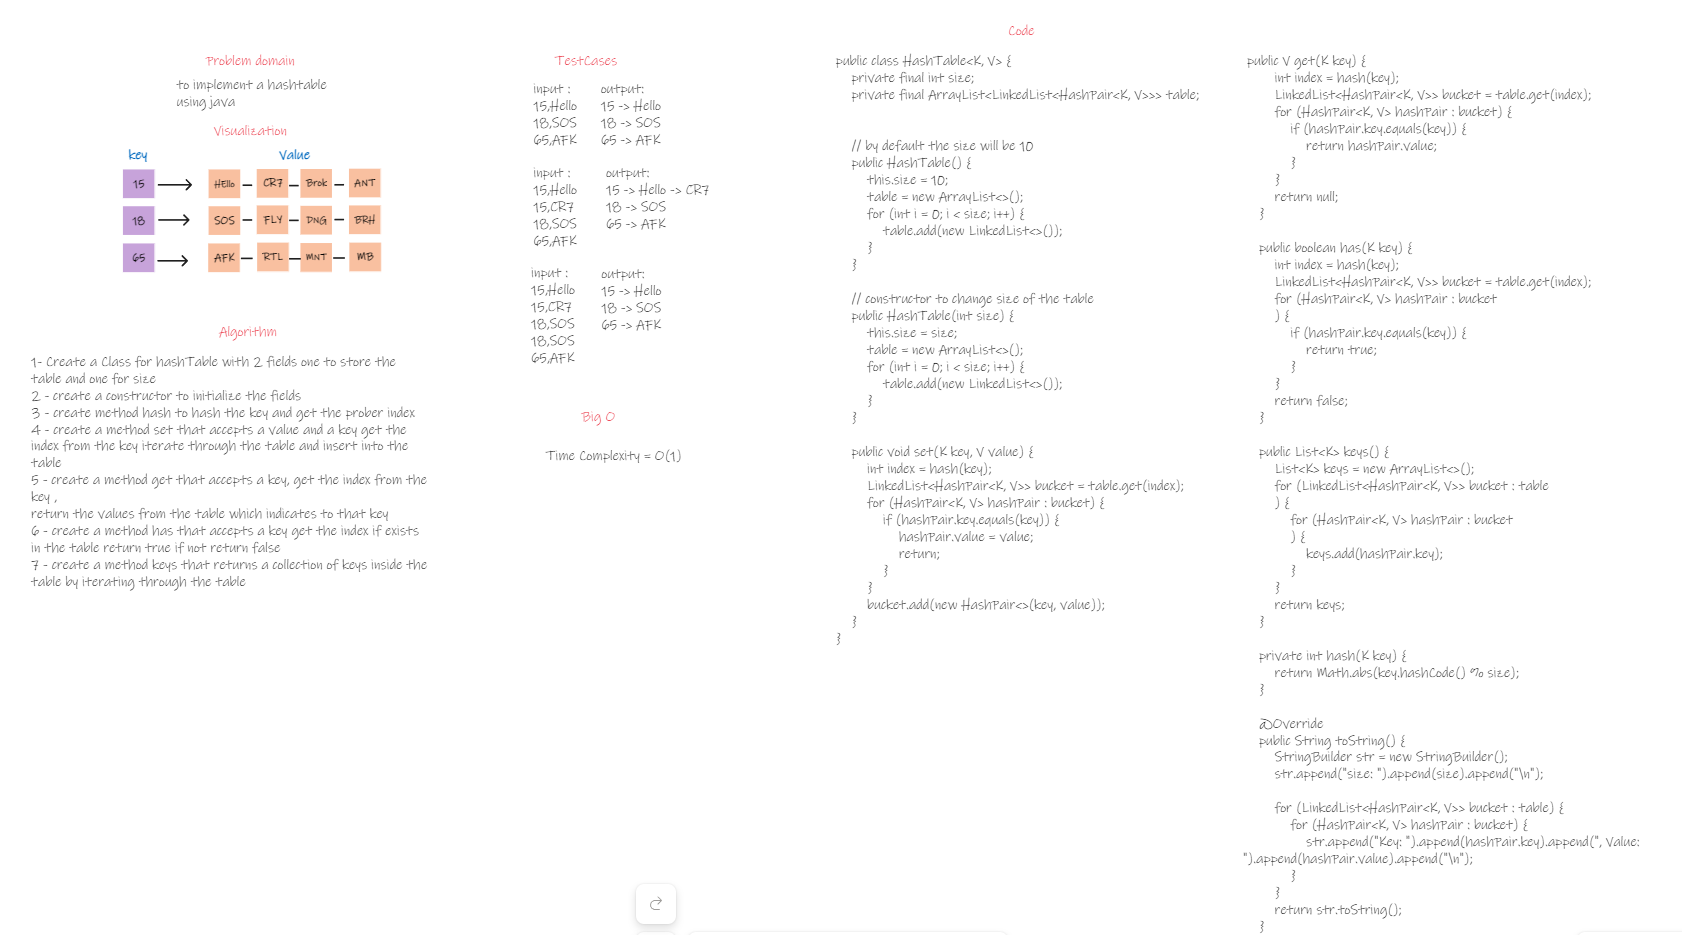 Problem domain
to implement a hashtable
using java
Visualization
key Value
15 Hello CR7 Brok ANT
18 SOS FLY DNG BRH
65 AFK RTL MNT MB
Algorithm
1- Create a Class for hashTable with 2 fields one to store the
table and one for size
2 - create a constructor to initialize the fields
3 - create method hash to hash the key and get the prober index
4 - create a method set that accepts a value and a key get the
index from the key iterate through the table and insert into the
table
5 - create a method get that accepts a key, get the index from the
key ,
return the values from the table which indicates to that key
6 - create a method has that accepts a key get the index if exists
in the table return true if not return false
7 - create a method keys that returns a collection of keys inside the
table by iterating through the table
TestCases
input : output:
15,Hello 15 -> Hello
18,SOS 18 -> SOS
65,AFK 65 -> AFK
input : output:
15,Hello 15 -> Hello -> CR7
15,CR7 18 -> SOS
18,SOS 65 -> AFK
65,AFK
input : output:
15,Hello 15 -> Hello
15,CR7 18 -> SOS
18,SOS 65 -> AFK
18,SOS
65,AFK
Big O
Time Complexity = O(1)
Code
public class HashTable<K, V> {
private final int size;
private final ArrayList<LinkedList<HashPair<K, V>>> table;
// by default the size will be 10
public HashTable() {
this.size = 10;
table = new ArrayList<>();
for (int i = 0; i < size; i++) {
table.add(new LinkedList<>());
}
}
// constructor to change size of the table
public HashTable(int size) {
this.size = size;
table = new ArrayList<>();
for (int i = 0; i < size; i++) {
table.add(new LinkedList<>());
}
}
public void set(K key, V value) {
int index = hash(key);
LinkedList<HashPair<K, V>> bucket = table.get(index);
for (HashPair<K, V> hashPair : bucket) {
if (hashPair.key.equals(key)) {
hashPair.value = value;
return;
}
}
bucket.add(new HashPair<>(key, value));
}
}
public V get(K key) {
int index = hash(key);
LinkedList<HashPair<K, V>> bucket = table.get(index);
for (HashPair<K, V> hashPair : bucket) {
if (hashPair.key.equals(key)) {
return hashPair.value;
}
}
return null;
}
public boolean has(K key) {
int index = hash(key);
LinkedList<HashPair<K, V>> bucket = table.get(index);
for (HashPair<K, V> hashPair : bucket
) {
if (hashPair.key.equals(key)) {
return true;
}
}
return false;
}
public List<K> keys() {
List<K> keys = new ArrayList<>();
for (LinkedList<HashPair<K, V>> bucket : table
) {
for (HashPair<K, V> hashPair : bucket
) {
keys.add(hashPair.key);
}
}
return keys;
}
private int hash(K key) {
return Math.abs(key.hashCode() % size);
}
@Override
public String toString() {
StringBuilder str = new StringBuilder();
str.append("size: ").append(size).append("\n");
for (LinkedList<HashPair<K, V>> bucket : table) {
for (HashPair<K, V> hashPair : bucket) {
str.append("Key: ").append(hashPair.key).append(", Value:
").append(hashPair.value).append("\n");
}
}
return str.toString();
}